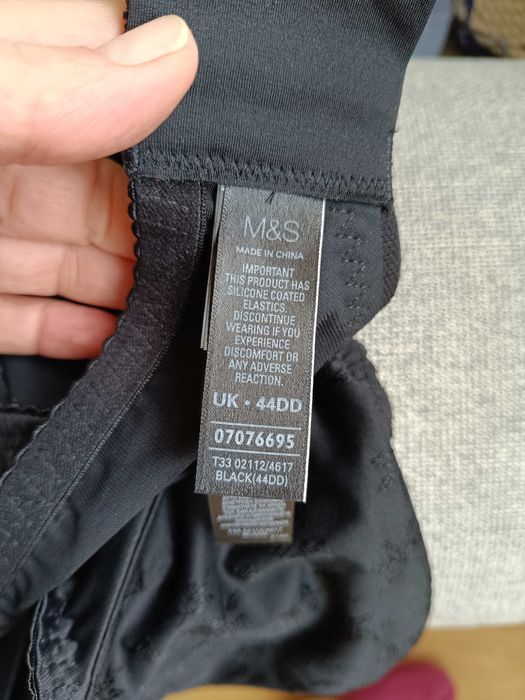 M&S
MADE IN CHINA
IMPORTANT
THIS PRODUCT HAS
SILICONE COATED
ELASTICS.
DISCONTINUE
WEARING IF YOU
EXPERIENCE
DISCOMFORT OR
ANY ADVERSE
REACTION.
UK • 44DD
07076695
T33 02112/4617
BLACK(44DD)